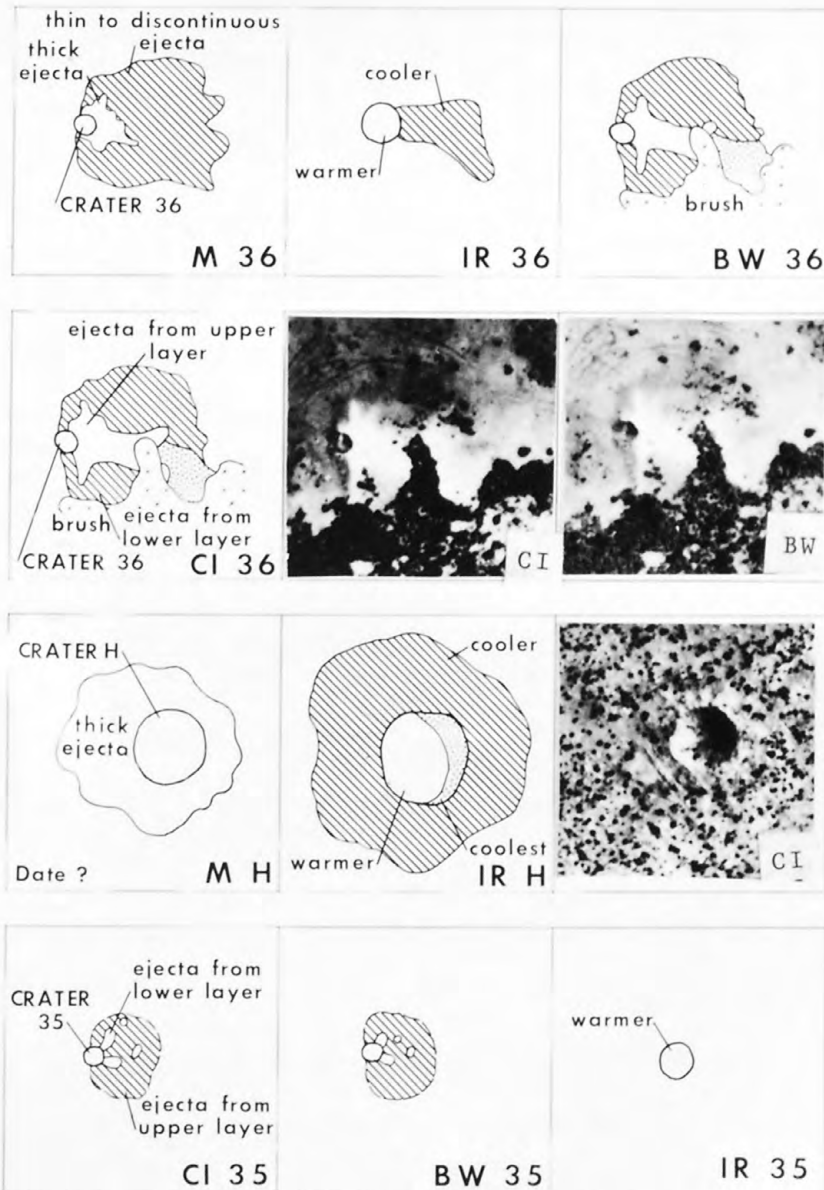 thin to discontinuous
ejecta
thick
ejecta
CRATER 36
M 36
cooler
warmer
IR 36
brush
BW 36
ejecta from upper
layer
brush
ejecta from
lower layer
CRATER 36
CI 36
CI
BW
CRATER H
thick
ejecta
Date ?
M H
cooler
warmer
coolest
IR H
CI
CRATER
35
ejecta from
lower layer
ejecta from
upper layer
CI 35
BW 35
warmer
IR 35